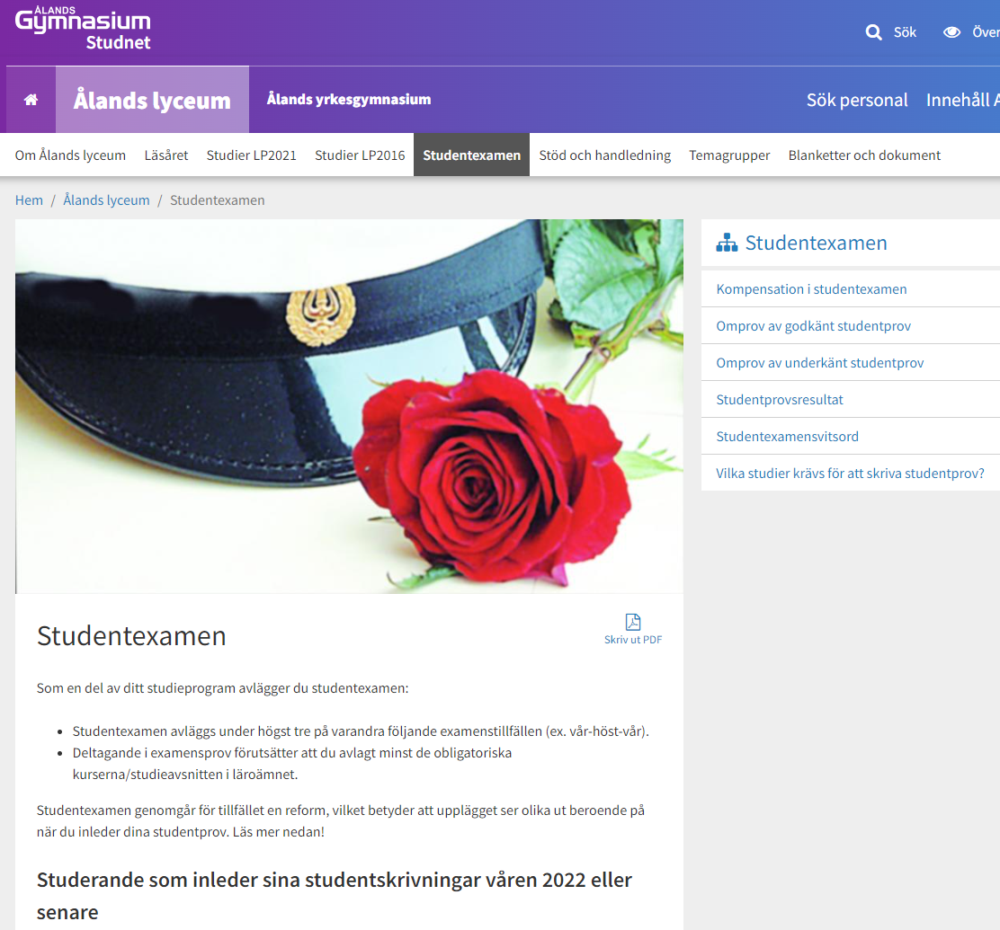 ÅLANDS
Gymnasium
Studnet
Sök
Ålands lyceum
Ålands yrkesgymnasium
Sök personal
Innehåll A
Om Ålands lyceum
Läsåret
Studier LP2021
Studier LP2016
Studentexamen
Stöd och handledning
Temagrupper
Blanketter och dokument
Hem / Ålands lyceum / Studentexamen
Studentexamen
Kompensation i studentexamen
Omprov av godkänt studentprov
Omprov av underkänt studentprov
Studentprovsresultat
Studentexamensvitsord
Vilka studier krävs för att skriva studentprov?
Studentexamen
Skriv ut PDF
Som en del av ditt studieprogram avlägger du studentexamen:
Studentexamen avläggs under högst tre på varandra följande examenstillfällen (ex. vår-höst-vår).
Deltagande i examensprov förutsätter att du avlagt minst de obligatoriska
kurserna/studieavsnitten i läroämnet.
Studentexamen genomgår för tillfället en reform, vilket betyder att upplägget ser olika ut beroende på
när du inleder dina studentprov. Läs mer nedan!
Studerande som inleder sina studentskrivningar våren 2022 eller
senare